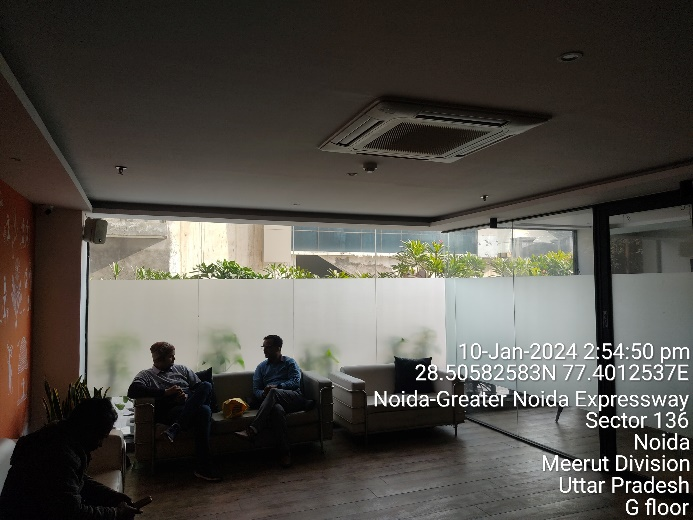 10-Jan-2024 2:54:50 pm
28.50582583N 77.4012537E
Noida-Greater Noida Expressway
Sector 136
Noida
Meerut Division
Uttar Pradesh
G floor